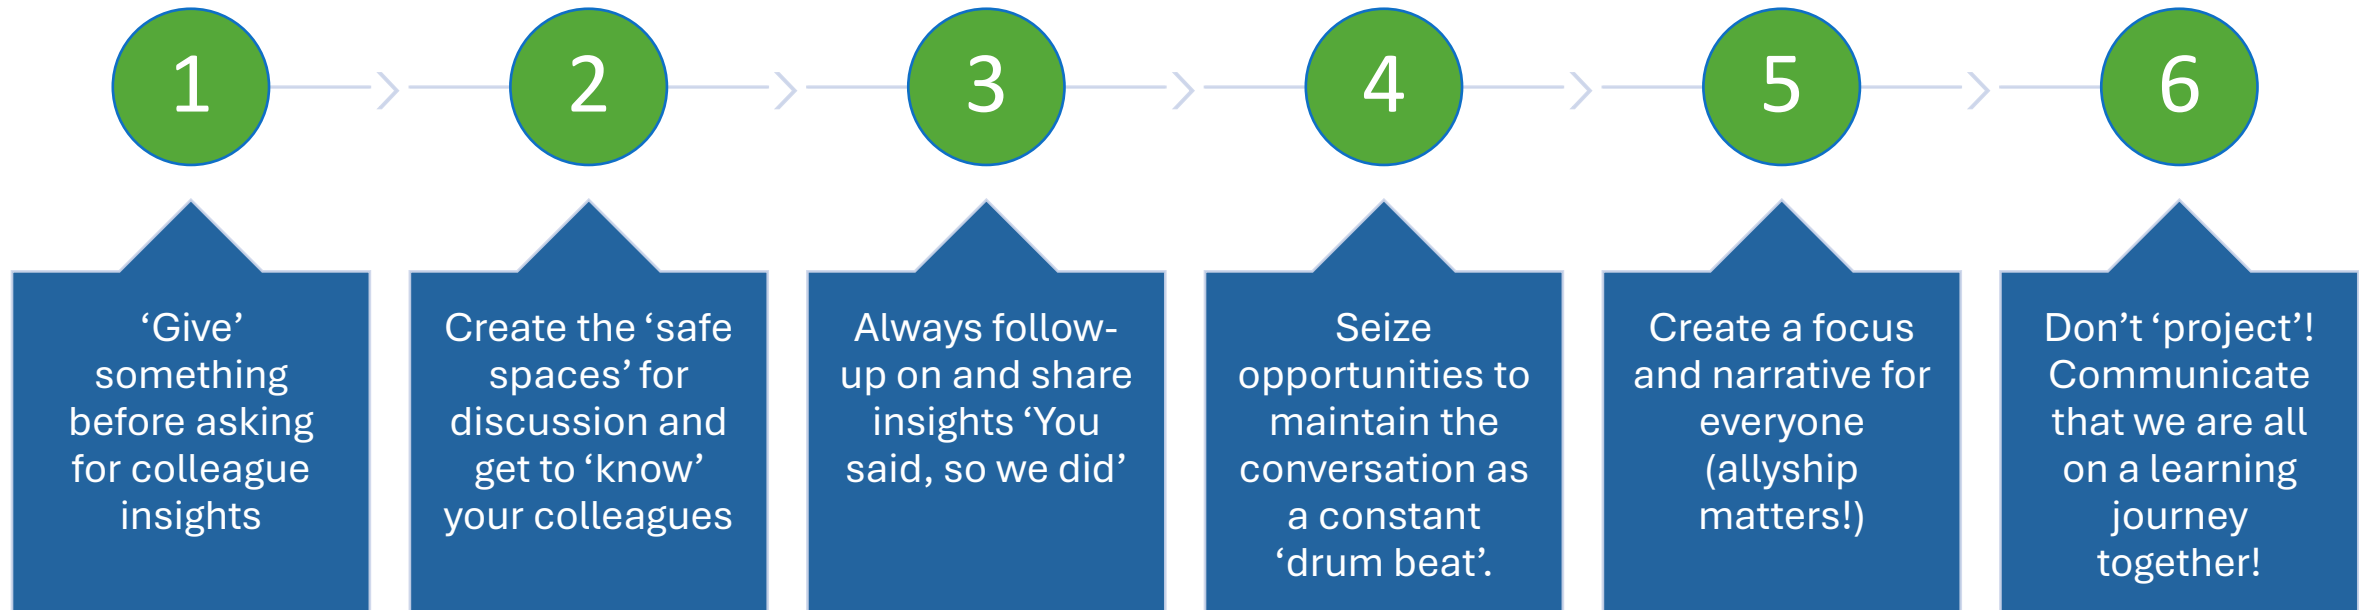 1
‘Give’
something
before asking
for colleague
insights
2
Create the ‘safe
spaces’ for
discussion and
get to ‘know’
your colleagues
3
Always follow-
up on and share
insights ‘You
said, so we did’
4
Seize
opportunities to
maintain the
conversation as
a constant
‘drum beat’.
5
Create a focus
and narrative for
everyone
(allyship
matters!)
6
Don’t ‘project’!
Communicate
that we are all
on a learning
journey
together!